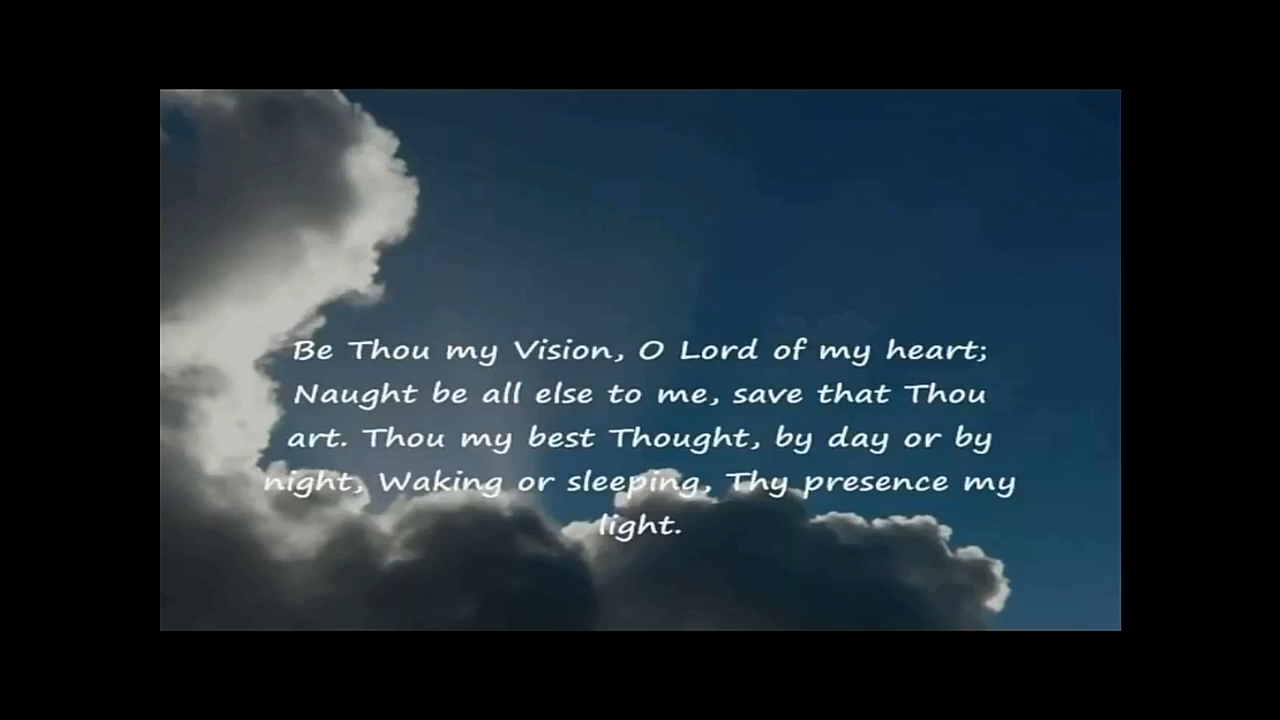 Be Thou my Vision, O Lord of my heart;
Naught be all else to me, save that Thou
art. Thou my best Thought, by day or by
night, Waking or sleeping, Thy presence my
light.